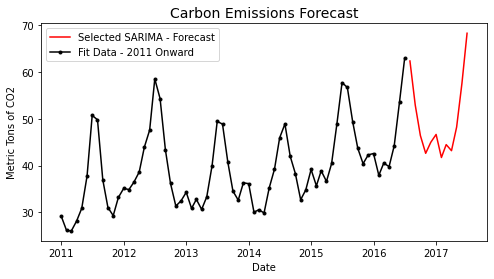 Carbon Emissions Forecast
Selected SARIMA - Forecast
Fit Data - 2011 Onward
Metric Tons of CO2
70
60
50
40
30
2011 2012 2013 2014 2015 2016 2017
Date